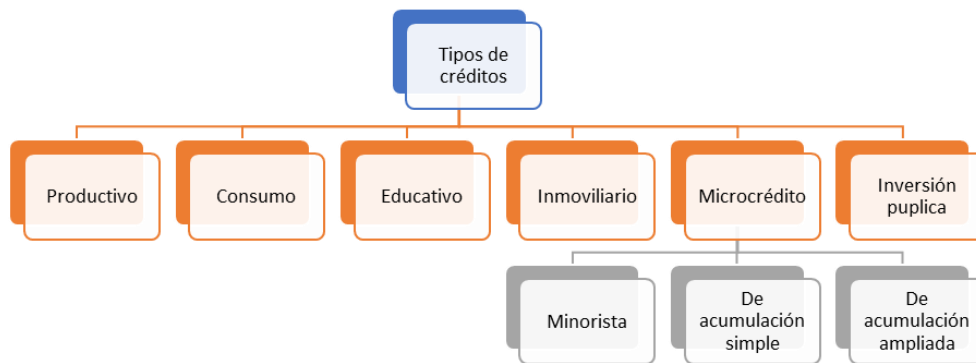 Tipos de
créditos
Productivo
Consumo
Educativo
Inmoviliario
Microcrédito
Inversión
puplica
Minorista
De
acumulación
simple
De
acumulación
ampliada